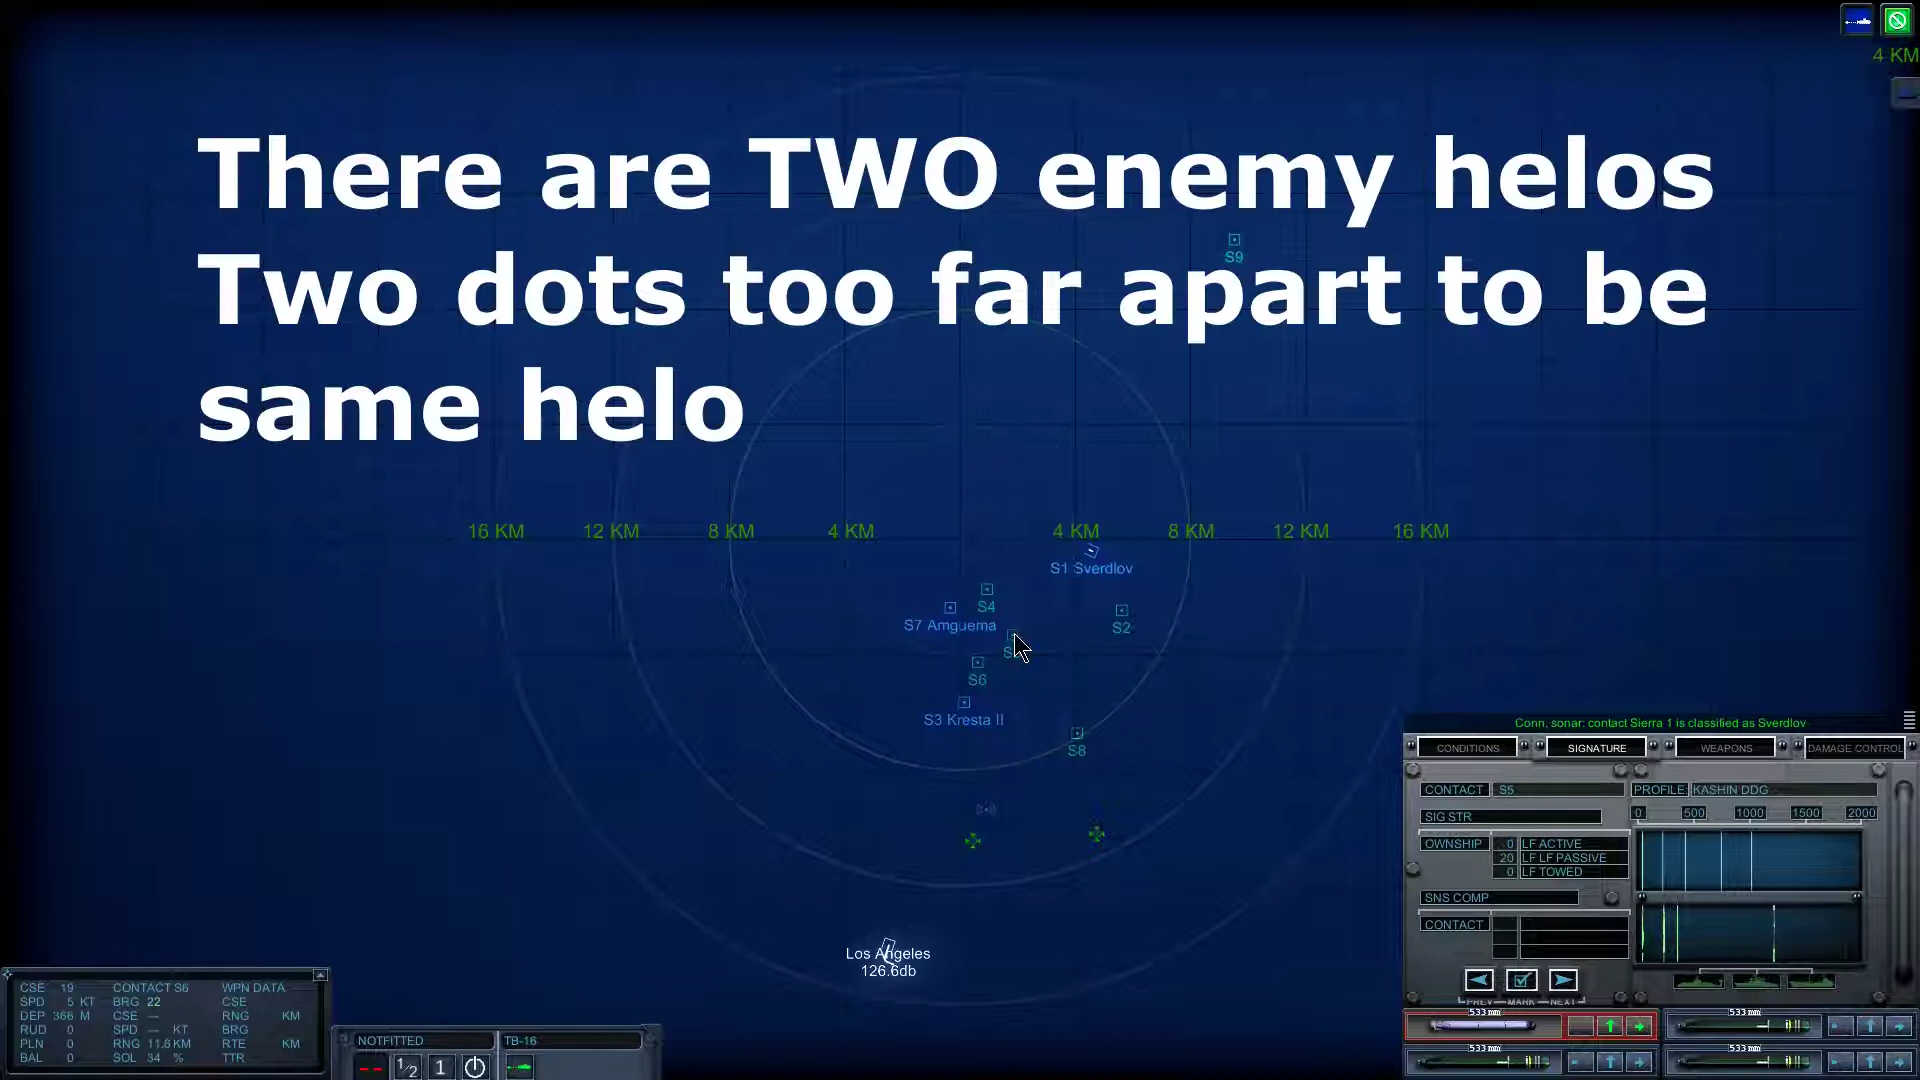 4 KM
There are TWO enemy helos
S9
Two dots too far apart to be
same helo
16 KM 12 KM 8 KM 4 KM 4 KM 8 KM 12 KM 16 KM
S1 Sverdlov
S4
S7 Amguema
S2
S6
S3 Kresta II
S8
Los Angeles
126.6db
Conn, sonar: contact Sierra 1 is classified as Sverdlov
CONDITIONS SIGNATURE WEAPONS DAMAGE CONTROL
CONTACT S5 PROFILE: KASHIN DDG
SIG STR 0 500 1000 1500 2000
OWNSHIP 0 LF ACTIVE
20 LF LF PASSIVE
0 LF TOWED
SNS COMP
CONTACT
PREV MARK NEXT
533 mm 533 mm
533 mm 533 mm
CSE 19 CONTACT S6 WPN DATA
SPD 5 KT BRG 22 CSE
DEP 366 M CSE — RNG KM
RUD 0 SPD — KT BRG
PLN 0 RNG 11.6 KM RTE KM
BAL 0 SOL 34 % TTR
NOTFITTED TB-16
-- 1/2 1